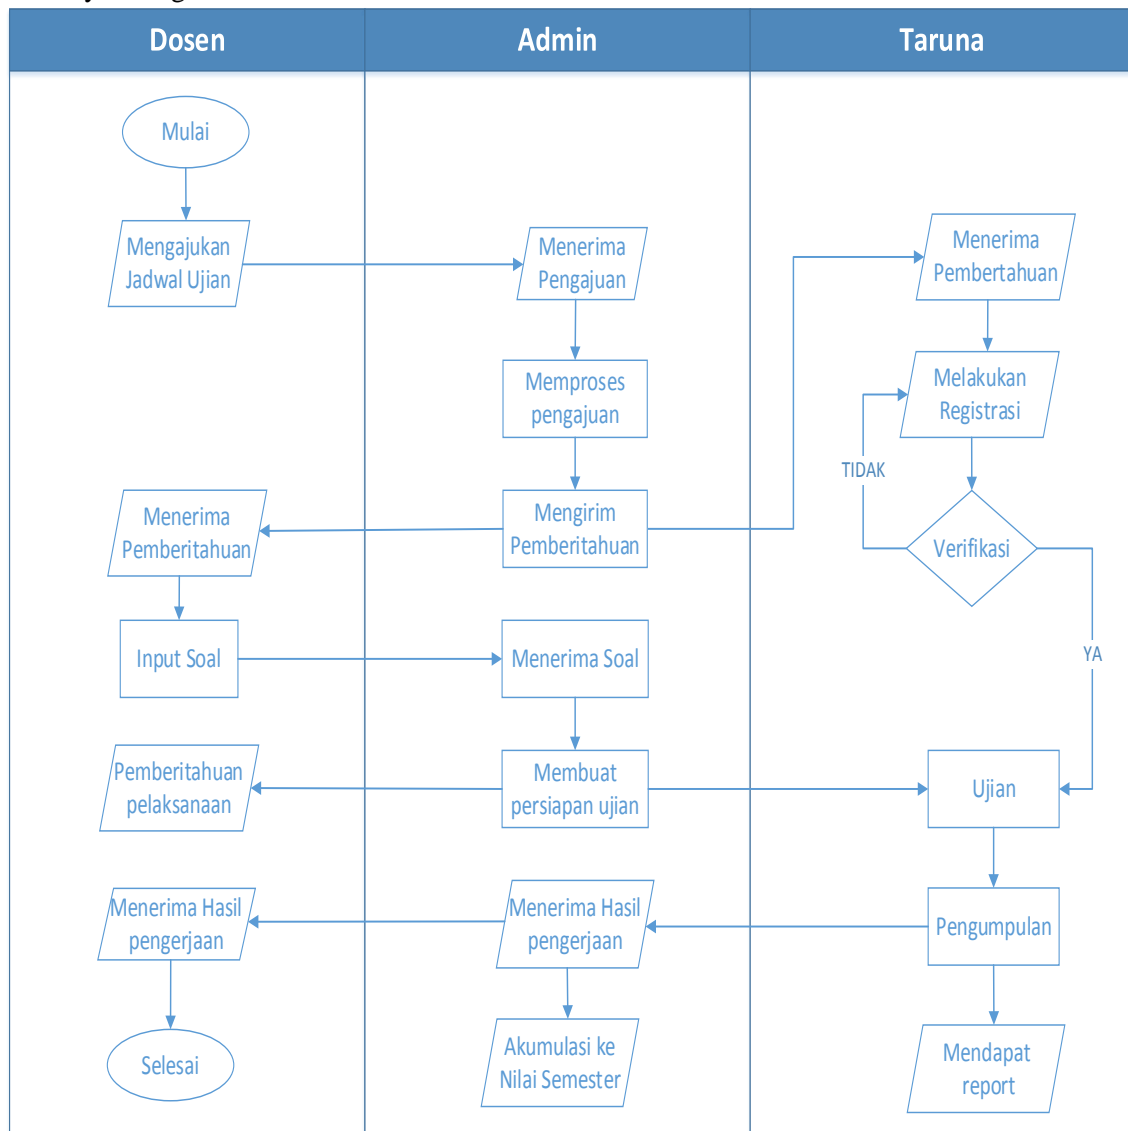 Dosen
Admin
Taruna
Mulai
Mengajukan
Jadwal Ujian
Menerima
Pengajuan
Menerima
Pembertahuan
Memproses
pengajuan
Melakukan
Registrasi
TIDAK
Menerima
Pemberitahuan
Mengirim
Pemberitahuan
Verifikasi
Input Soal
Menerima Soal
YA
Pemberitahuan
pelaksanaan
Membuat
persiapan ujian
Ujian
Menerima Hasil
pengerjaan
Menerima Hasil
pengerjaan
Pengumpulan
Selesai
Akumulasi ke
Nilai Semester
Mendapat
report